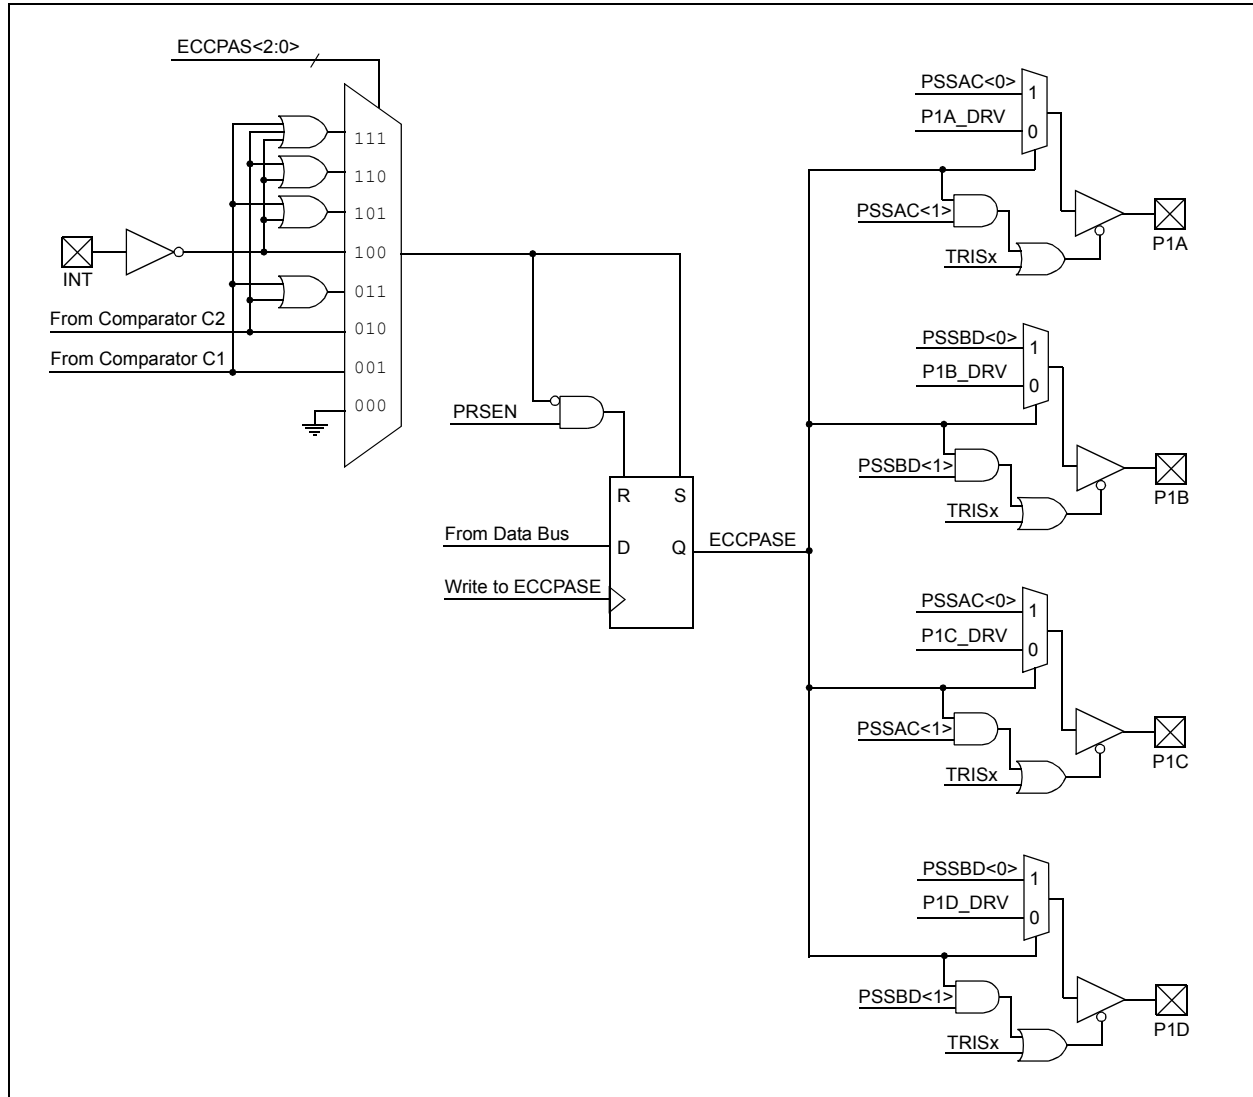 ECCPAS<2:0>
111
110
101
100
INT
011
From Comparator C2
010
From Comparator C1
001
000
PRSEN
R
S
From Data Bus
D
Q
ECCPASE
Write to ECCPASE
PSSAC<0>
1
P1A_DRV
0
PSSAC<1>
TRISx
P1A
PSSBD<0>
1
P1B_DRV
0
PSSBD<1>
TRISx
P1B
PSSAC<0>
1
P1C_DRV
0
PSSAC<1>
TRISx
P1C
PSSBD<0>
1
P1D_DRV
0
PSSBD<1>
TRISx
P1D